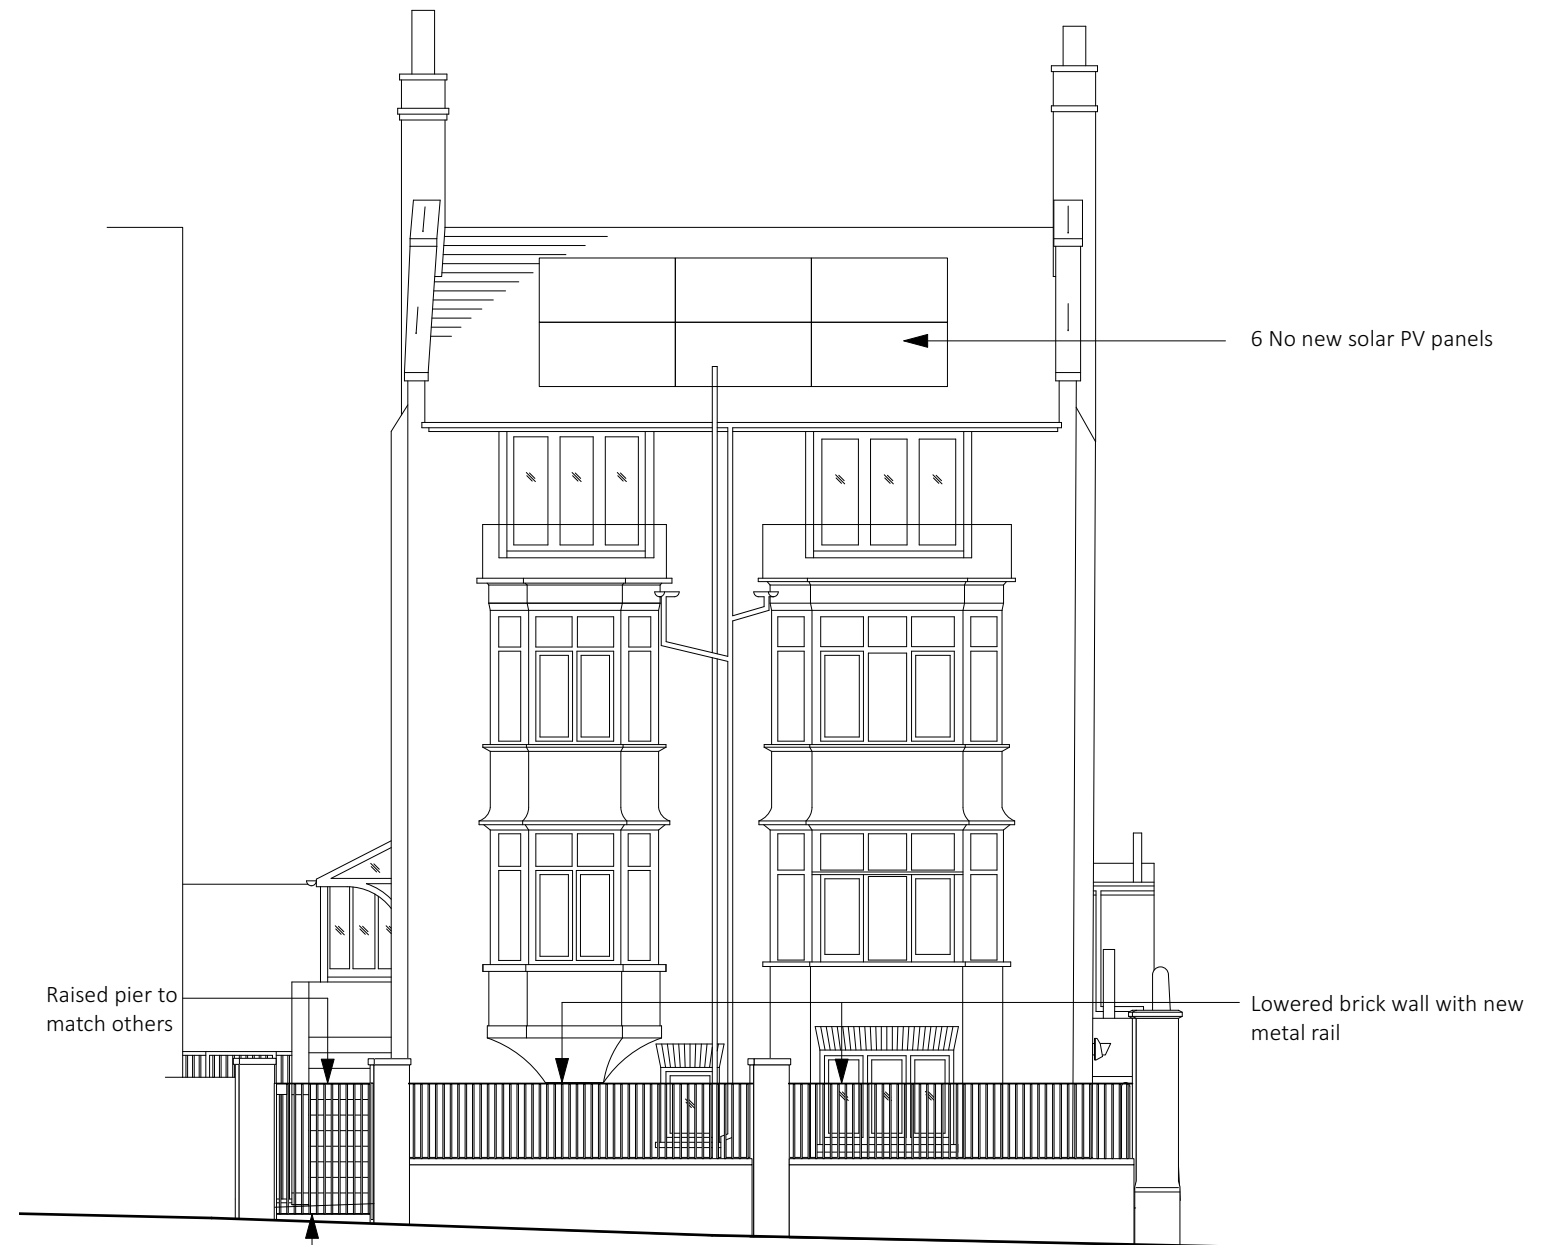 6 No new solar PV panels
Raised pier to
match others
Lowered brick wall with new
metal rail